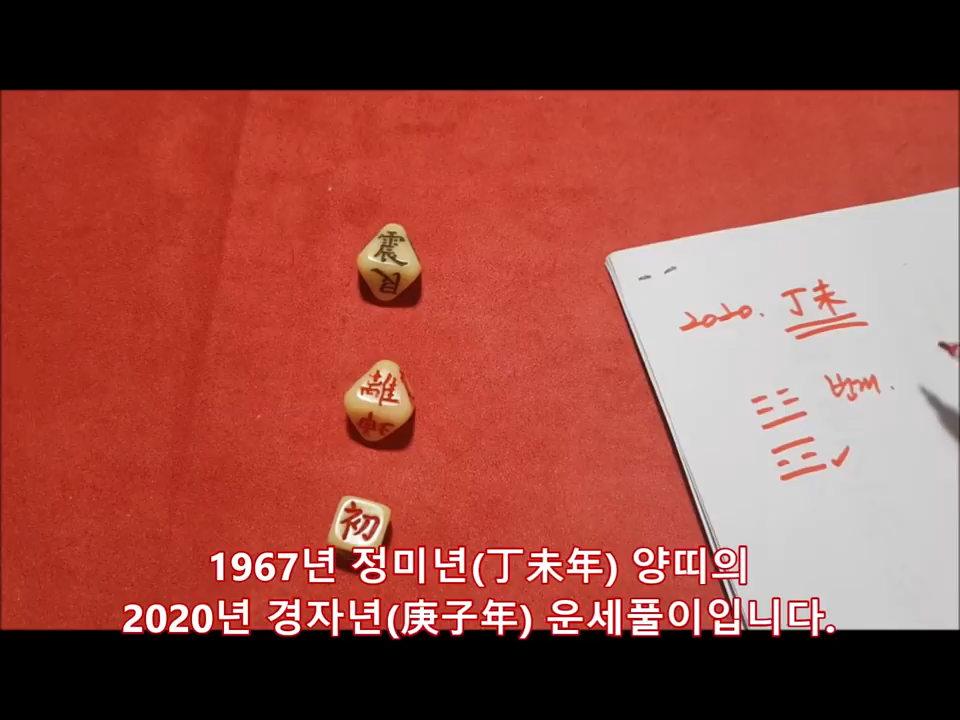 震
艮
離
坤
初
2020. 丁未
1967년 정미년(丁未年) 양띠의
2020년 경자년(庚子年) 운세풀이입니다.